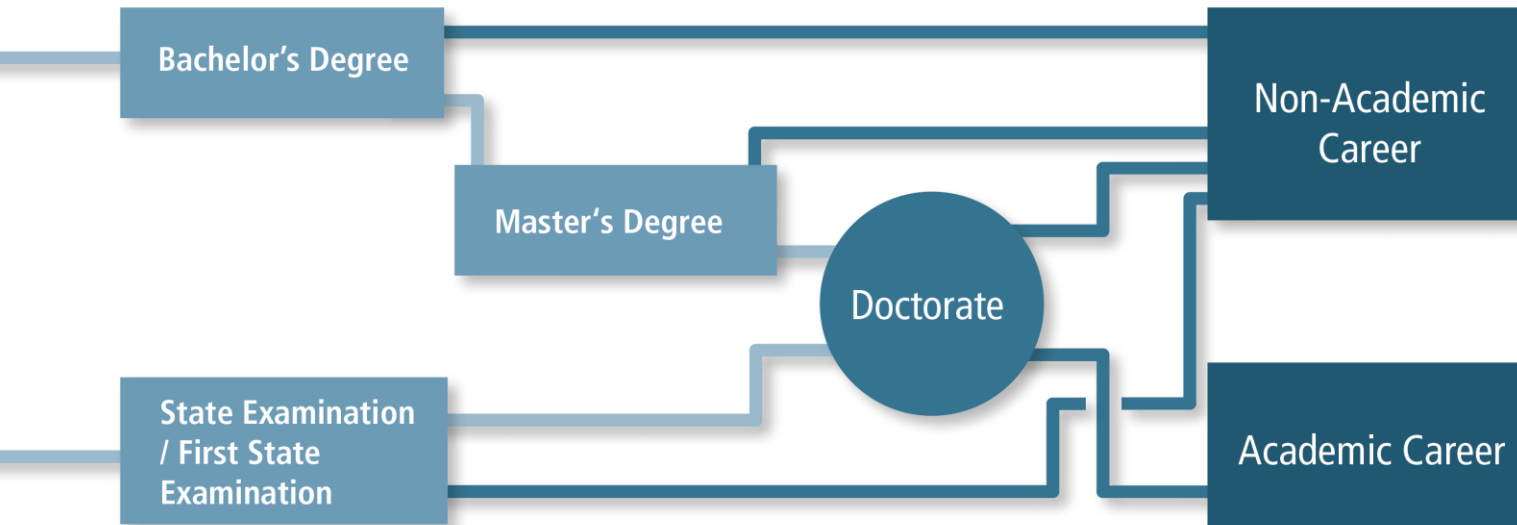 Bachelor's Degree
Non-Academic
Career
Master‘s Degree
Doctorate
State Examination
/ First State
Examination
Academic Career